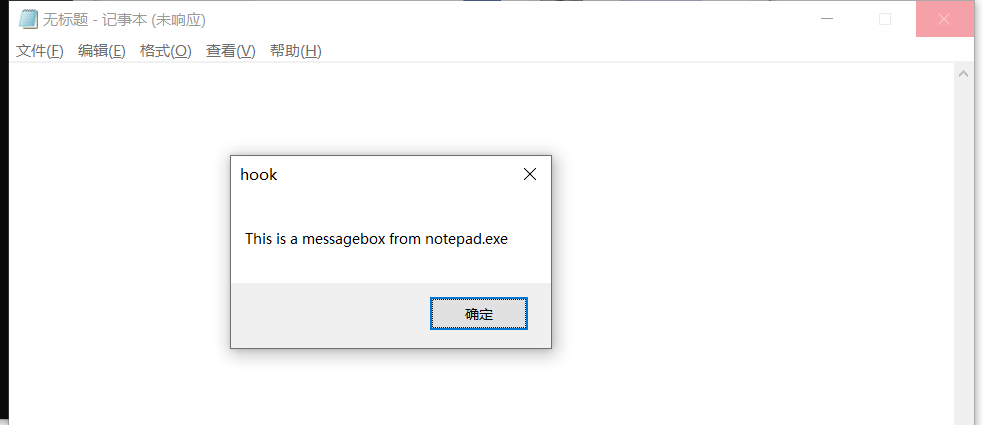 无标题 - 记事本 (未响应)
文件(F) 编辑(E) 格式(O) 查看(V) 帮助(H)
hook
This is a messagebox from notepad.exe
确定